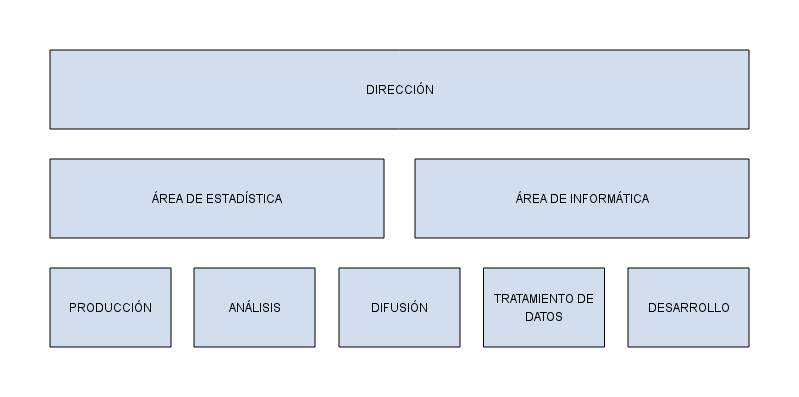 DIRECCIÓN
ÁREA DE ESTADÍSTICA
ÁREA DE INFORMÁTICA
PRODUCCIÓN
ANÁLISIS
DIFUSIÓN
TRATAMIENTO DE
DATOS
DESARROLLO